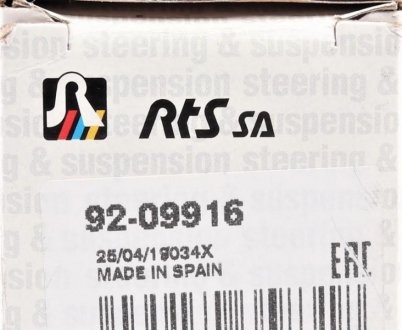 suspension steering & suspension
RtS SA
steering & suspension steering
92-09916
25/04/19034X
MADE IN SPAIN
EAC